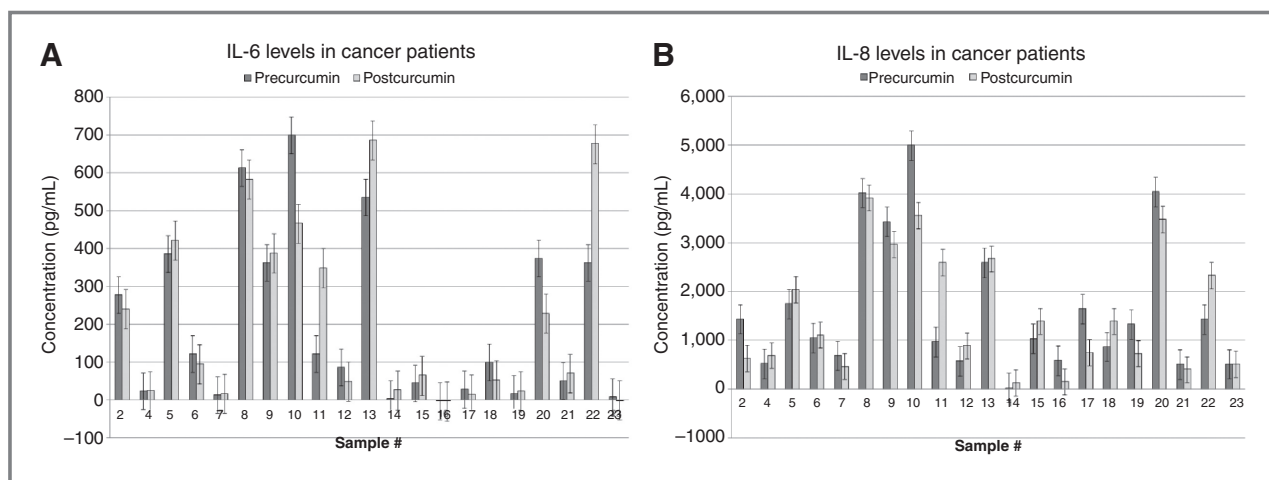 A
IL-6 levels in cancer patients
Precurcumin Postcurcumin
Concentration (pg/mL)
800
700
600
500
400
300
200
100
0
−100
2 4 5 6 7 8 9 10 11 12 13 14 15 16 17 18 19 20 21 22 23
Sample #
B
IL-8 levels in cancer patients
Precurcumin Postcurcumin
Concentration (pg/mL)
6,000
5,000
4,000
3,000
2,000
1,000
0
−1000
2 4 5 6 7 8 9 10 11 12 13 14 15 16 17 18 19 20 21 22 23
Sample #